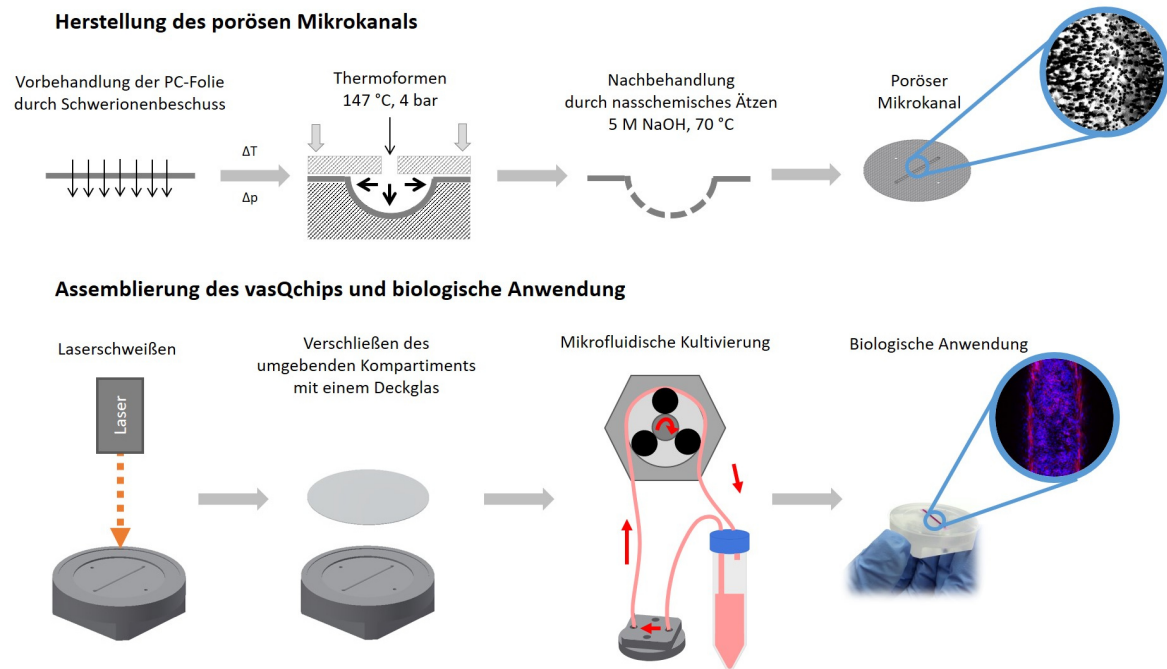 Herstellung des porösen Mikrokanals
Vorbehandlung der PC-Folie
durch Schwerionenbeschuss
ΔT
Δp
Thermoformen
147 °C, 4 bar
Nachbehandlung
durch nasschemisches Ätzen
5 M NaOH, 70 °C
Poröser
Mikrokanal
Assemblierung des vasQchips und biologische Anwendung
Laserschweißen
Laser
Verschließen des
umgebenden Kompartiments
mit einem Deckglas
Mikrofluidische Kultivierung
Biologische Anwendung